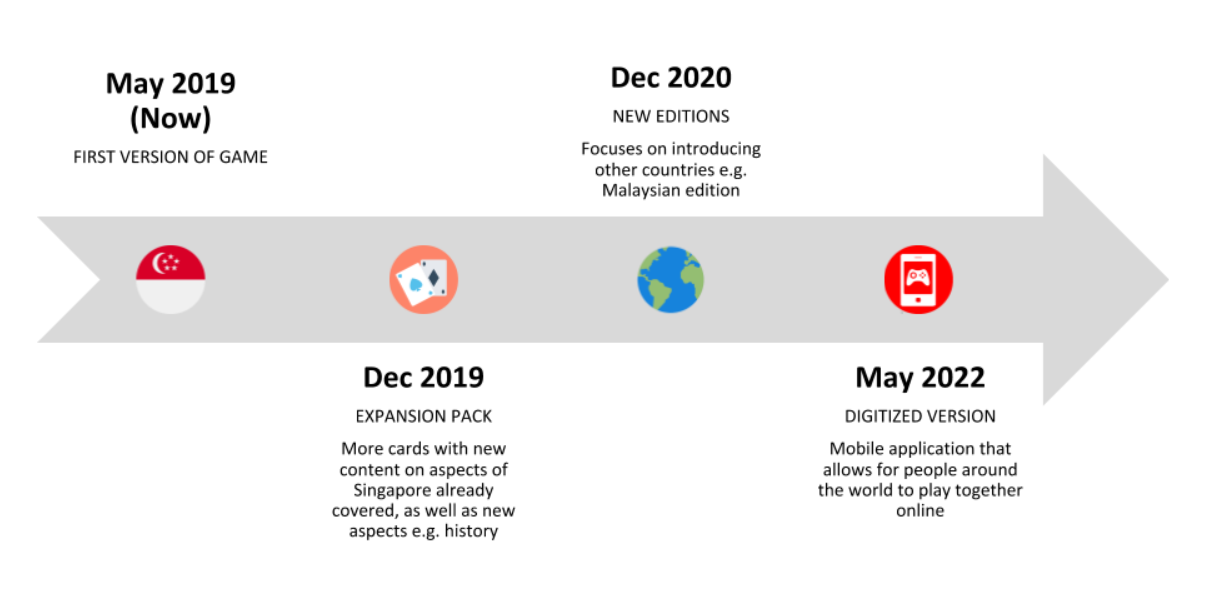 May 2019
(Now)
FIRST VERSION OF GAME
Dec 2019
EXPANSION PACK
More cards with new
content on aspects of
Singapore already
covered, as well as new
aspects e.g. history
Dec 2020
NEW EDITIONS
Focuses on introducing
other countries e.g.
Malaysian edition
May 2022
DIGITIZED VERSION
Mobile application that
allows for people around
the world to play together
online